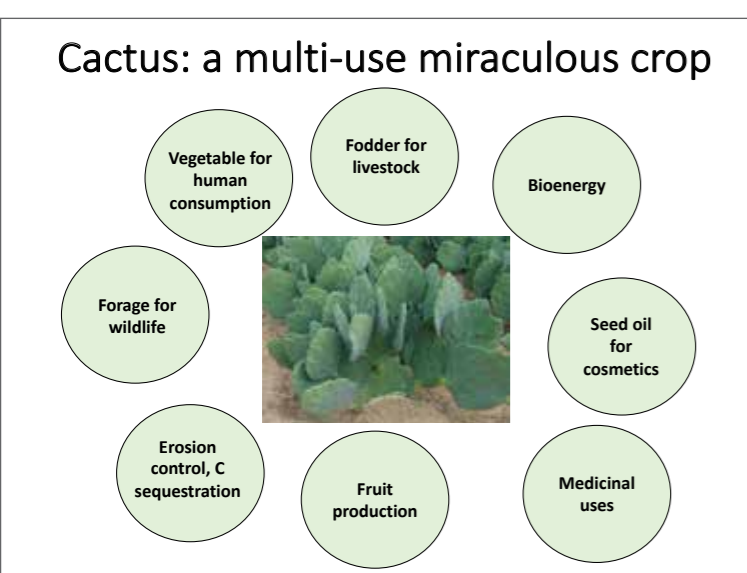 Cactus: a multi-use miraculous crop
Vegetable for
human
consumption
Fodder for
livestock
Bioenergy
Forage for
wildlife
Seed oil
for
cosmetics
Erosion
control, C
sequestration
Fruit
production
Medicinal
uses